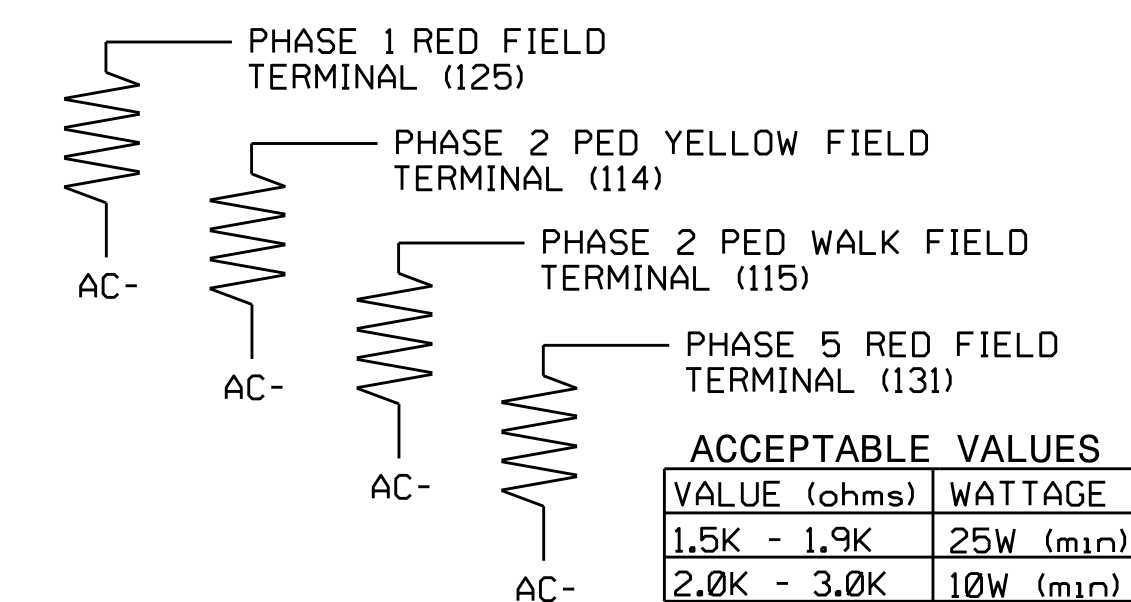 PHASE 1 RED FIELD
TERMINAL (125)
AC-
PHASE 2 PED YELLOW FIELD
TERMINAL (114)
AC-
PHASE 2 PED WALK FIELD
TERMINAL (115)
AC-
PHASE 5 RED FIELD
TERMINAL (131)
AC-
ACCEPTABLE VALUES
VALUE (ohms) WATTAGE
1.5K - 1.9K 25W (min)
2.0K - 3.0K 10W (min)